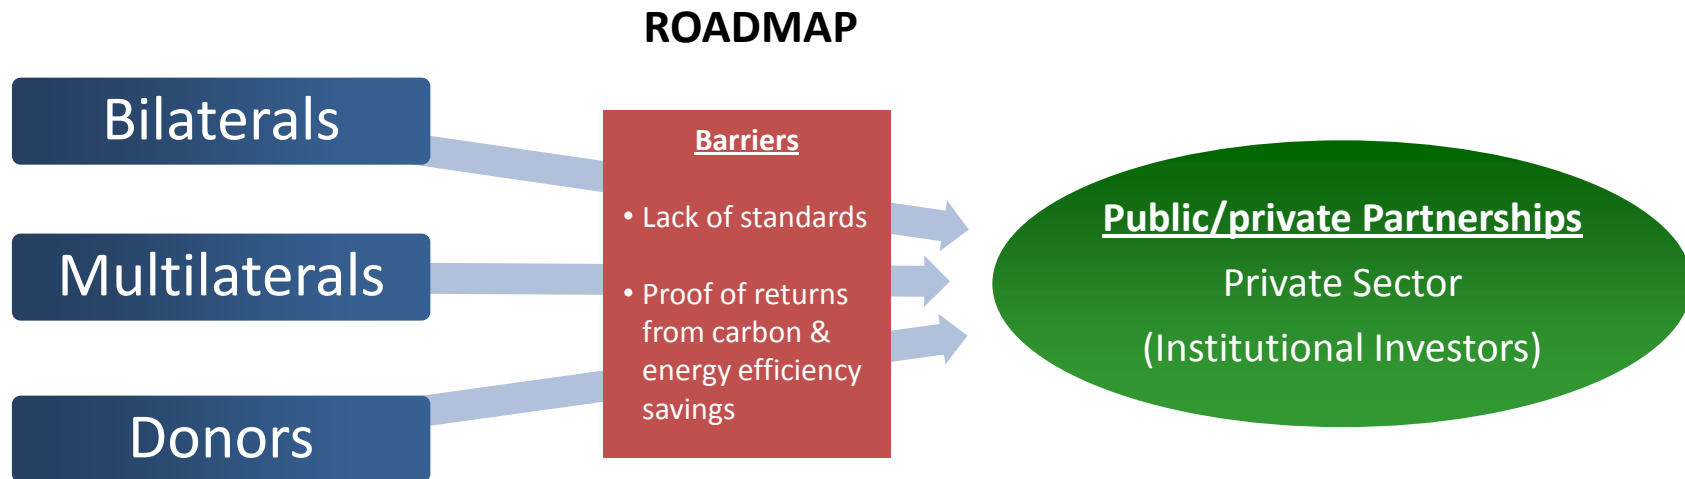 ROADMAP
Bilaterals
Multilaterals
Donors
Barriers
• Lack of standards
• Proof of returns
from carbon &
energy efficiency
savings
Public/private Partnerships
Private Sector
(Institutional Investors)